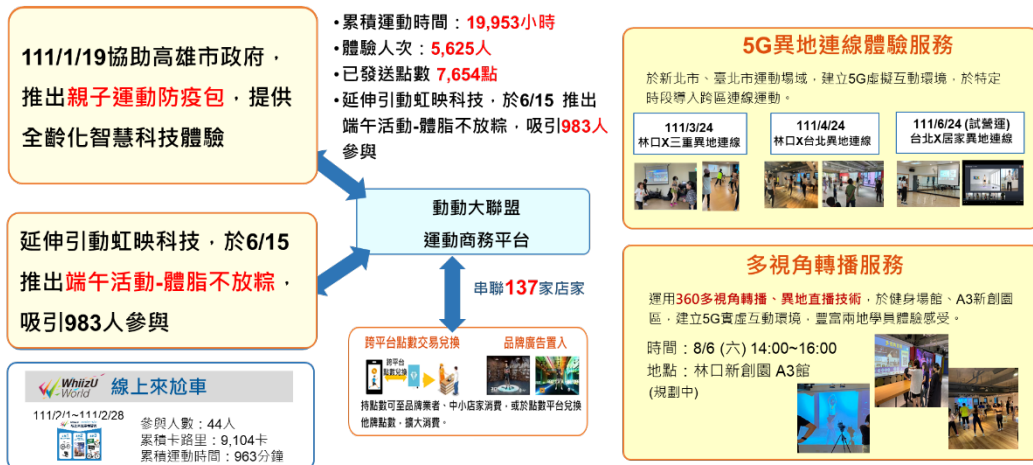 111/1/19協助高雄市政府，
推出親子運動防疫包，提供
全齡化智慧科技體驗
•累積運動時間：19,953小時
•體驗人次：5,625人
•已發送點數 7,654點
•延伸引動虹映科技，於6/15 推出
端午活動-體脂不放粽，吸引983人
參與
動動大聯盟
運動商務平台
延伸引動虹映科技，於6/15
推出端午活動-體脂不放粽，
吸引983人參與
串聯137家店家
跨平台點數交易兌換
品牌廣告置入
跨平台
點數兌換
持點數可至品牌業者、中小店家消費，或於點數平台兌換
他牌點數，擴大消費。
WhiizU
World
線上來尬車
111/2/1~111/2/28
參與人數：44人
累積卡路里：9,104卡
累積運動時間：963分鐘
5G異地連線體驗服務
於新北市、臺北市運動場域，建立5G虛擬互動環境，於特定
時段導入跨區連線運動。
111/3/24
林口X三重異地連線
111/4/24
林口X台北異地連線
111/6/24 (試營運)
台北X居家異地連線
多視角轉播服務
運用360多視角轉播、異地直播技術，於健身場館、A3新創園
區，建立5G實虛互動環境，豐富兩地學員體驗感受。
時間：8/6 (六) 14:00~16:00
地點：林口新創園 A3館
(規劃中)